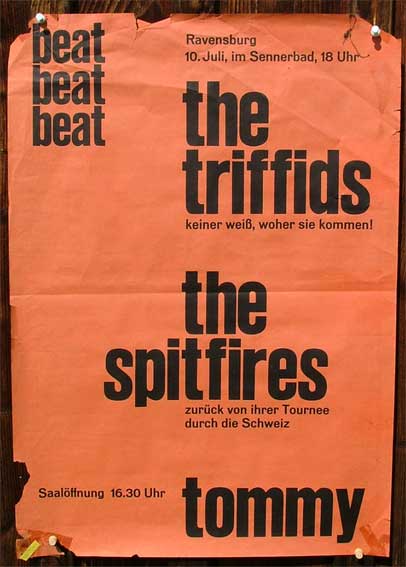 beat
beat
beat
Ravensburg
10. Juli, im Sennerbad, 18 Uhr
the
triffids
keiner weiß, woher sie kommen!
the
spitfires
zurück von ihrer Tournee
durch die Schweiz
Saalöffnung 16.30 Uhr
tommy